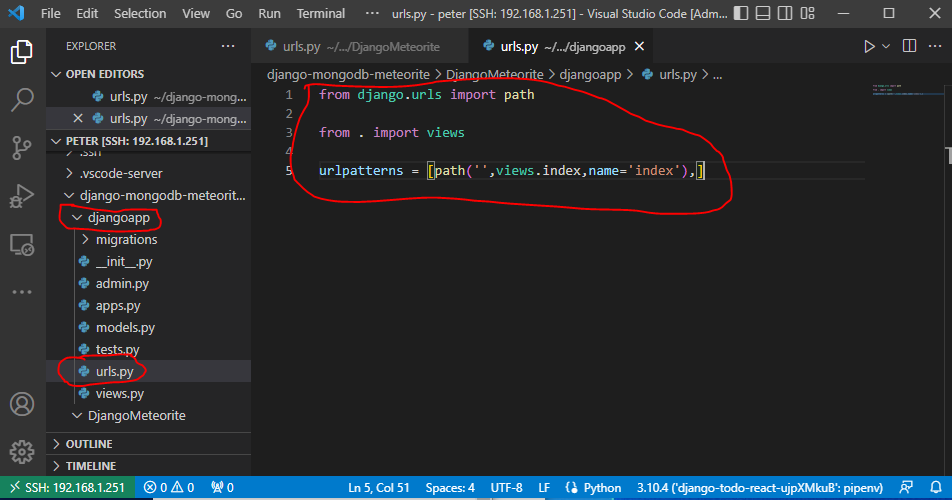 File Edit Selection View Go Run Terminal ··· urls.py - peter [SSH: 192.168.1.251] - Visual Studio Code [Adm...
EXPLORER ···
OPEN EDITORS
urls.py ~/django-mong...
urls.py ~/django-mong...
PETER [SSH: 192.168.1.251]
.ssh
.vscode-server
django-mongodb-meteorit...
djangoapp
migrations
__init__.py
admin.py
apps.py
models.py
tests.py
urls.py
views.py
DjangoMeteorite
OUTLINE
TIMELINE
urls.py ~/.../DjangoMeteorite urls.py ~/.../djangoapp
django-mongodb-meteorite > DjangoMeteorite > djangoapp > urls.py > ...
1 from django.urls import path
2
3 from . import views
4
5 urlpatterns = [path('',views.index,name='index'),]
SSH: 192.168.1.251 0 0 0 Ln 5, Col 51 Spaces: 4 UTF-8 LF Python 3.10.4 ('django-todo-react-ujpXMkuB': pipenv)